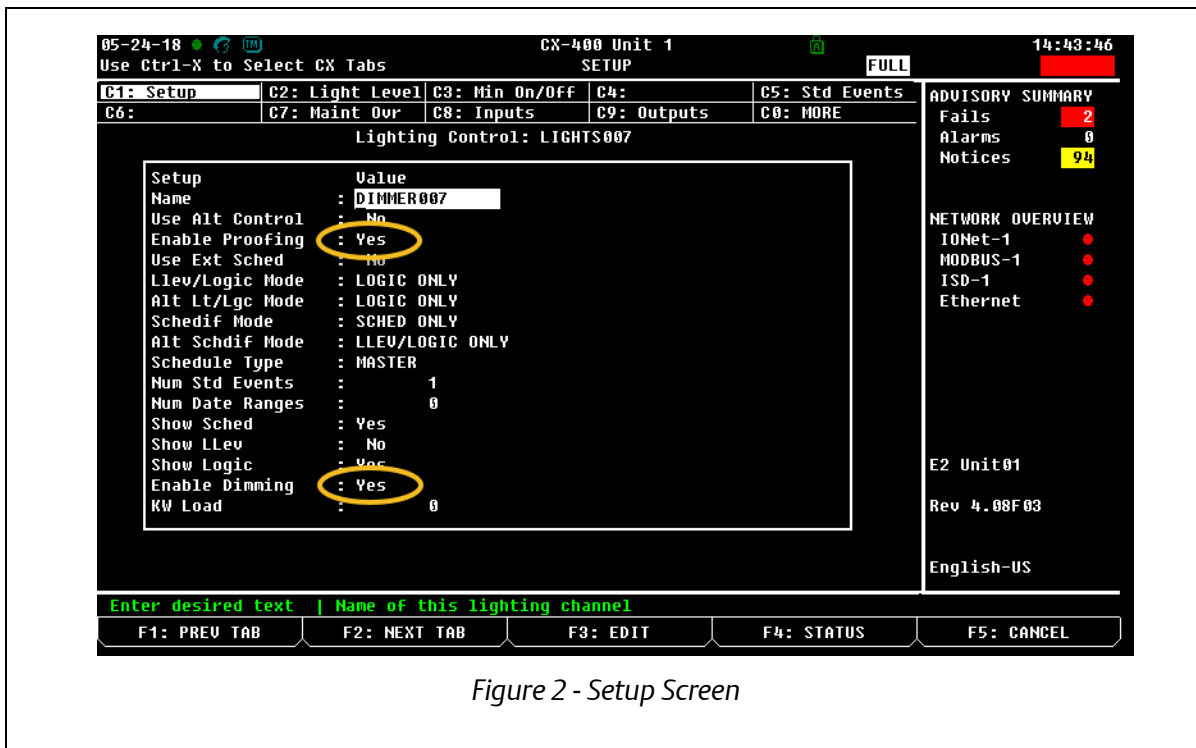 05-24-18 TM CX-400 Unit 1 14:43:46
Use Ctrl-X to Select CX Tabs SETUP FULL
C1: Setup C2: Light Level C3: Min On/Off C4: C5: Std Events
C6: C7: Maint Ovr C8: Inputs C9: Outputs C0: MORE
Lighting Control: LIGHTS007
Setup Value
Name : DIMMER007
Use Alt Control : No
Enable Proofing : Yes
Use Ext Sched : No
Llev/Logic Mode : LOGIC ONLY
Alt Lt/Lgc Mode : LOGIC ONLY
Schedif Mode : SCHED ONLY
Alt Schdif Mode : LLEV/LOGIC ONLY
Schedule Type : MASTER
Num Std Events : 1
Num Date Ranges : 0
Show Sched : Yes
Show LLev : No
Show Logic : Yes
Enable Dimming : Yes
KW Load : 0
ADVISORY SUMMARY
Fails 2
Alarms 0
Notices 94
NETWORK OVERVIEW
IONet-1
MODBUS-1
ISD-1
Ethernet
E2 Unit01
Rev 4.08F03
English-US
Enter desired text | Name of this lighting channel
F1: PREV TAB F2: NEXT TAB F3: EDIT F4: STATUS F5: CANCEL
Figure 2 - Setup Screen